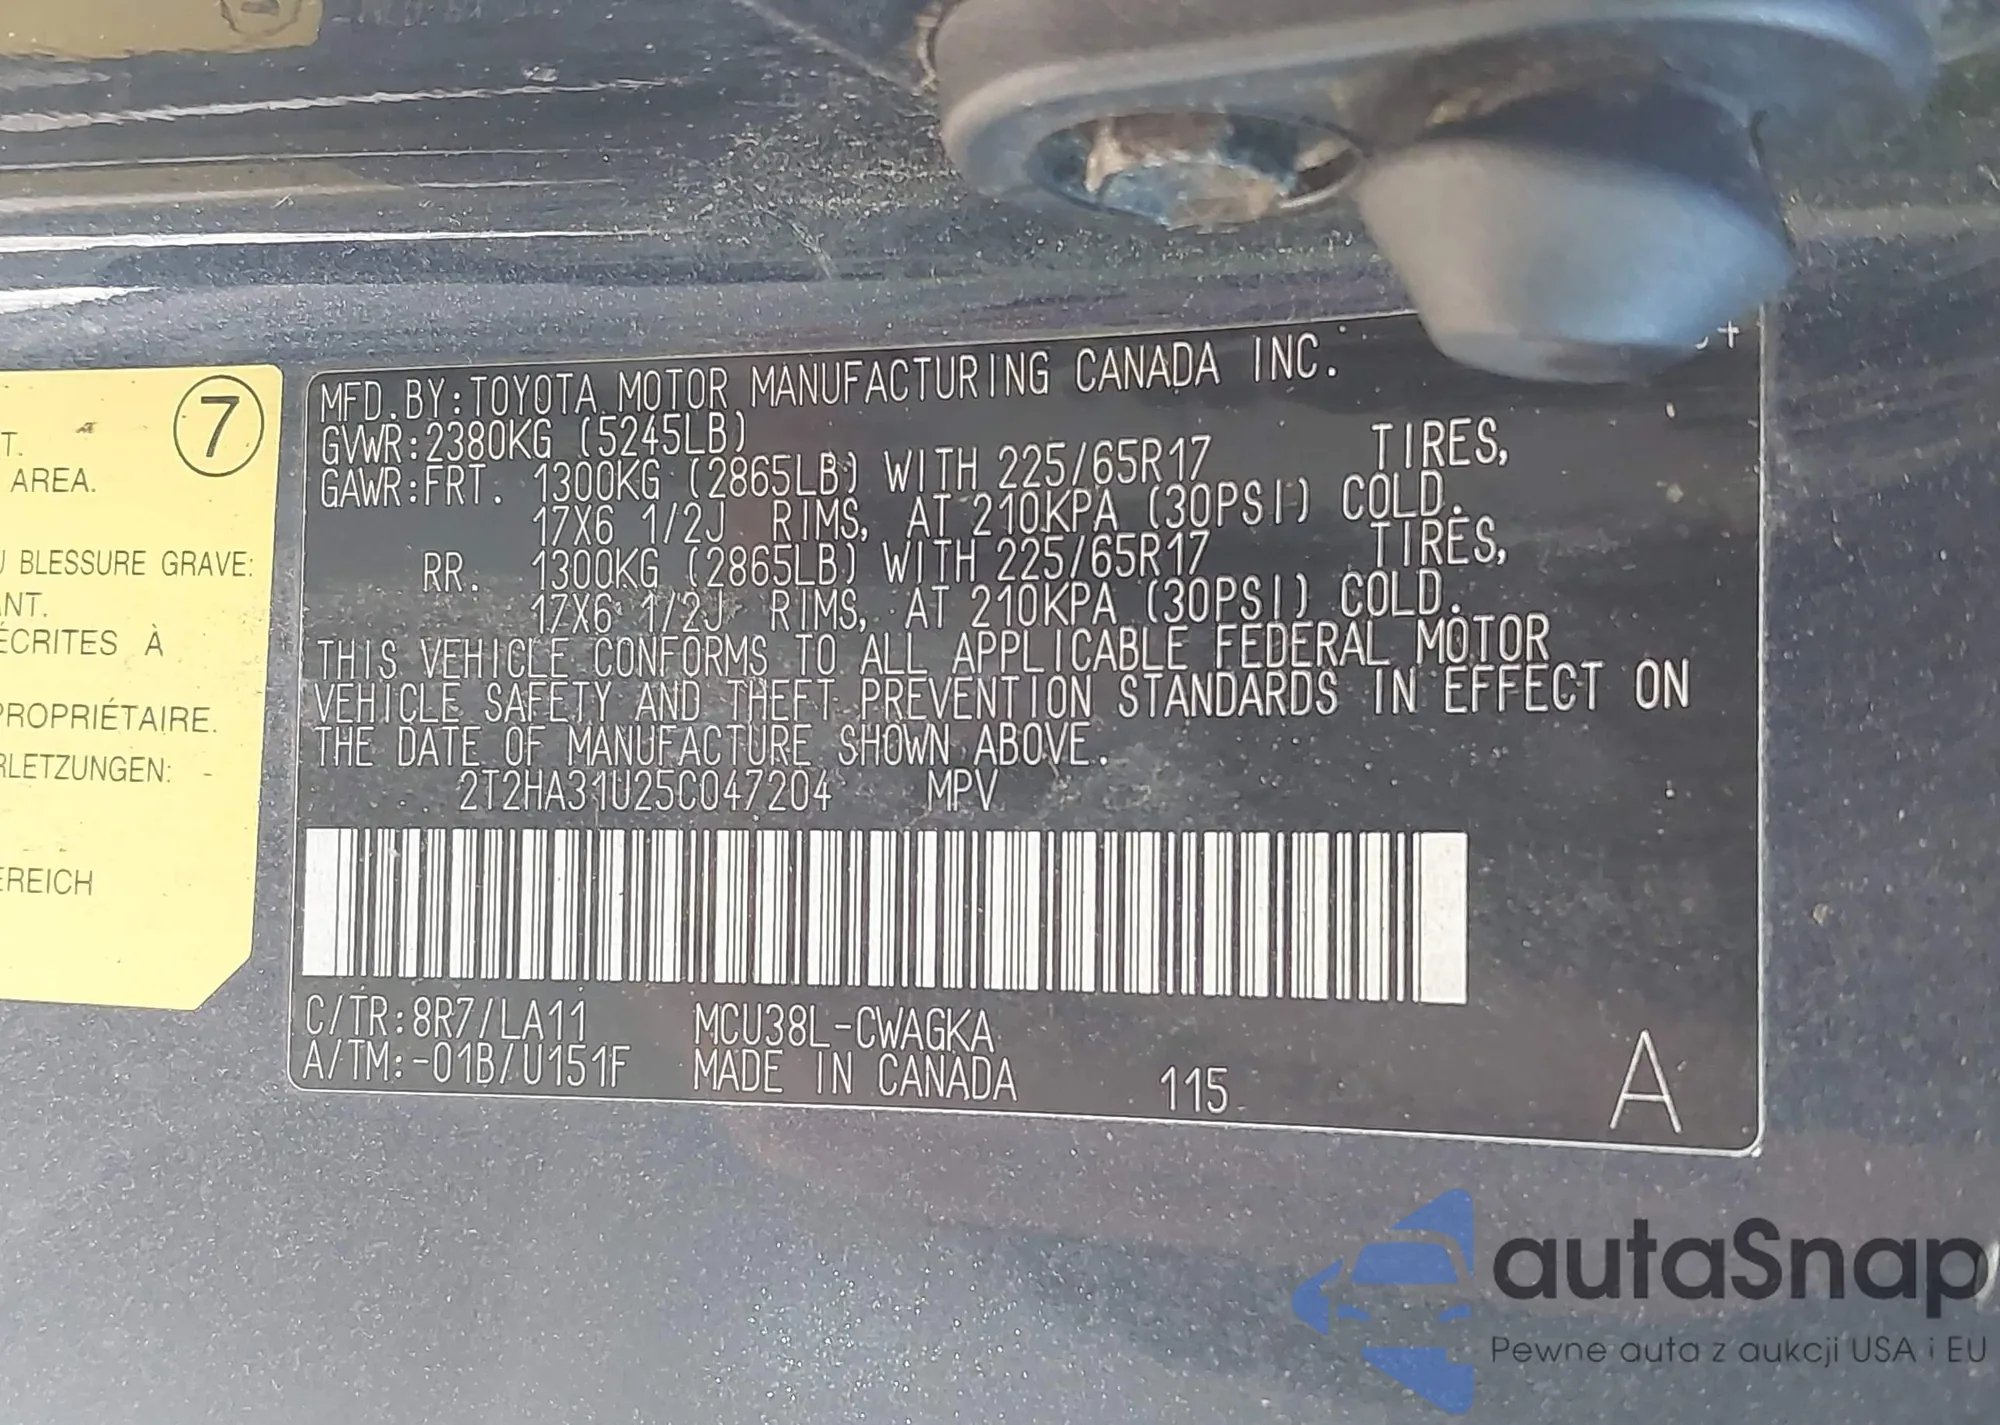 7
T.
AREA.
BLESSURE GRAVE:
ANT.
ÉCRITES À
PROPRIÉTAIRE.
RLETZUNGEN: -
EREICH
MFD.BY:TOYOTA MOTOR MANUFACTURING CANADA INC.
GVWR:2380KG (5245LB)
GAWR:FRT. 1300KG (2865LB) WITH 225/65R17 TIRES,
17X6 1/2J RIMS, AT 210KPA (30PSI) COLD.
RR. 1300KG (2865LB) WITH 225/65R17 TIRES,
17X6 1/2J RIMS, AT 210KPA (30PSI) COLD.
THIS VEHICLE CONFORMS TO ALL APPLICABLE FEDERAL MOTOR
VEHICLE SAFETY AND THEFT PREVENTION STANDARDS IN EFFECT ON
THE DATE OF MANUFACTURE SHOWN ABOVE.
2T2HA31U25C047204 MPV
C/TR:8R7/LA11 MCU38L-CWAGKA
A/TM:-01B/U151F MADE IN CANADA 115 A
autaSnap
Pewne auta z aukcji USA i EU